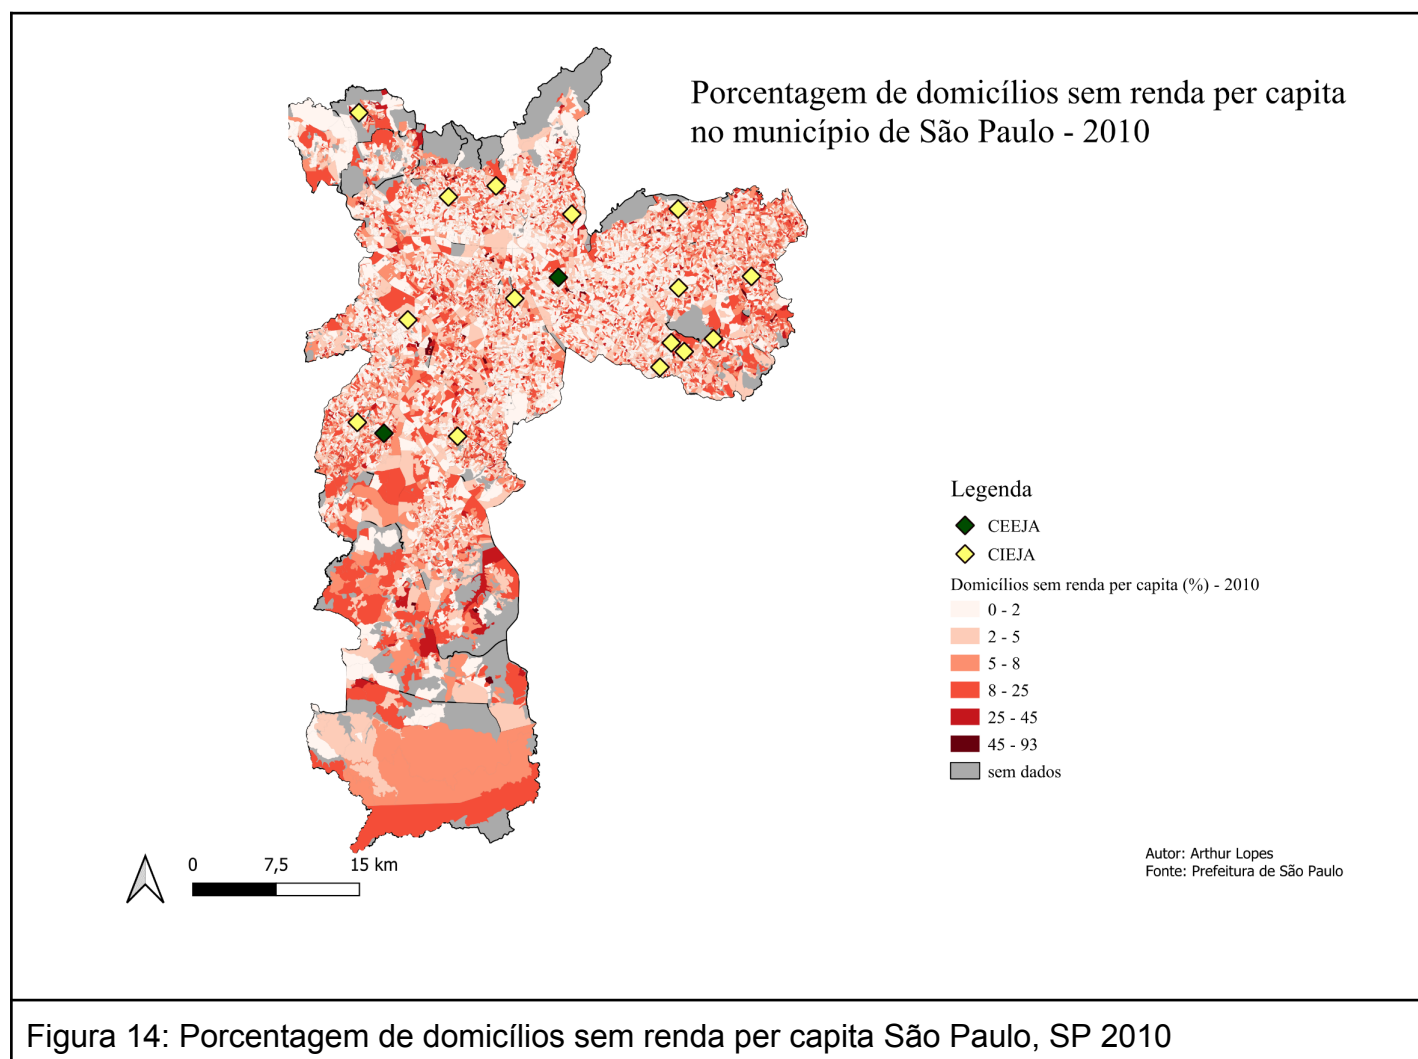 Porcentagem de domicílios sem renda per capita
no município de São Paulo - 2010
Legenda
CEEJA
CIEJA
Domicílios sem renda per capita (%) - 2010
0 - 2
2 - 5
5 - 8
8 - 25
25 - 45
45 - 93
sem dados
0 7,5 15 km
Autor: Arthur Lopes
Fonte: Prefeitura de São Paulo
Figura 14: Porcentagem de domicílios sem renda per capita São Paulo, SP 2010